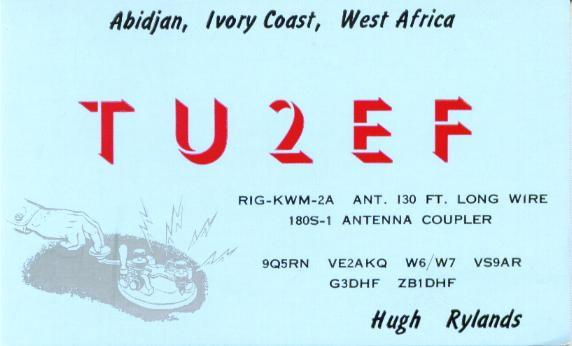 Abidjan, Ivory Coast, West Africa
TU2EF
RIG-KWM-2A ANT. 130 FT. LONG WIRE
180S-1 ANTENNA COUPLER
9Q5RN VE2AKQ W6/W7 VS9AR
G3DHF ZB1DHF
Hugh Rylands